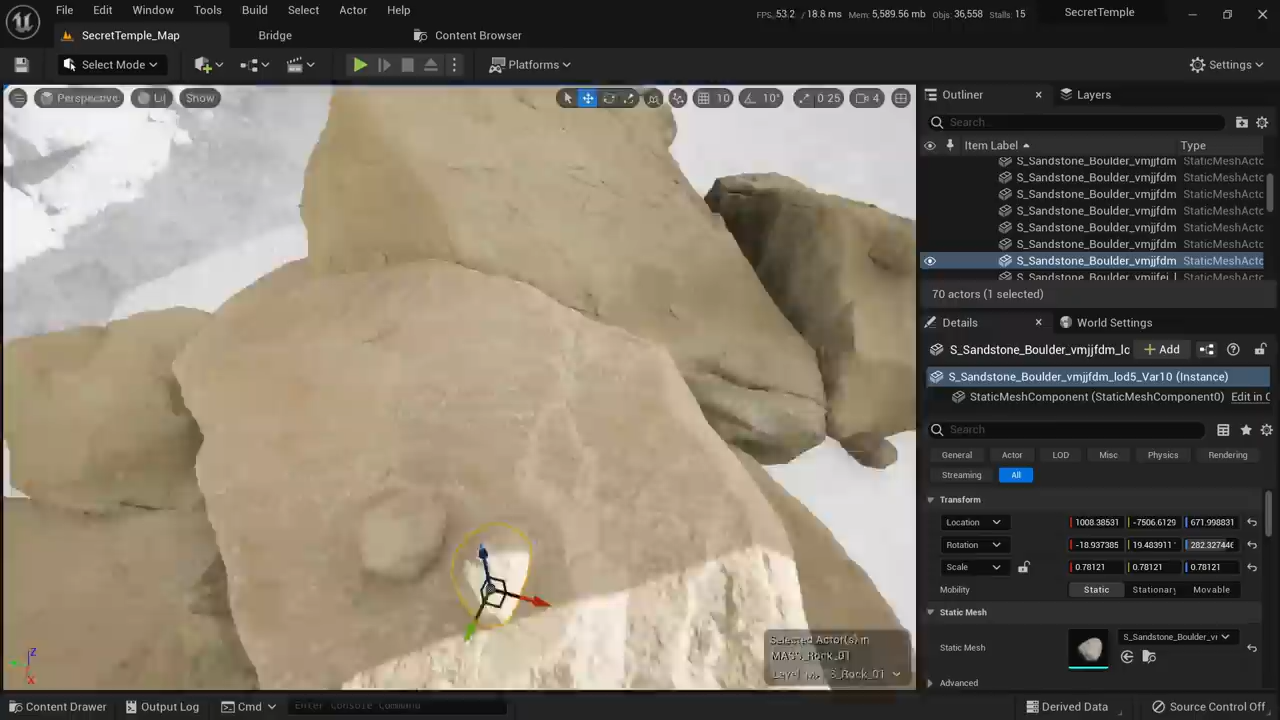 File Edit Window Tools Build Select Actor Help
FPS: 53.2 / 18.8 ms Mem: 5,589.56 mb Objs: 36,558 Stalls: 15
SecretTemple
SecretTemple_Map
Bridge
Content Browser
Select Mode
Platforms
Settings
Perspective
Lit
Show
10
10°
0.25
4
Outliner
Layers
Search...
Item Label
Type
S_Sandstone_Boulder_vmjjfdm StaticMeshActo
S_Sandstone_Boulder_vmjjfdm StaticMeshActo
S_Sandstone_Boulder_vmjjfdm StaticMeshActo
S_Sandstone_Boulder_vmjjfdm StaticMeshActo
S_Sandstone_Boulder_vmjjfdm StaticMeshActo
S_Sandstone_Boulder_vmjjfdm StaticMeshActo
S_Sandstone_Boulder_vmjjfdm StaticMeshActo
70 actors (1 selected)
Details
World Settings
S_Sandstone_Boulder_vmjjfdm_lo
Add
S_Sandstone_Boulder_vmjjfdm_lod5_Var10 (Instance)
StaticMeshComponent (StaticMeshComponent0) Edit in C
Search
General Actor LOD Misc Physics Rendering
Streaming All
Transform
Location 1008.38531 -7506.6129 671.998831
Rotation -18.937385 19.483911 282.327446
Scale 0.78121 0.78121 0.78121
Mobility Static Stationary Movable
Static Mesh
Static Mesh
Advanced
Selected Actor(s) in
MASS_Rock_01
Z
X
Content Drawer
Output Log
Cmd
Enter Console Command
Derived Data
Source Control Off